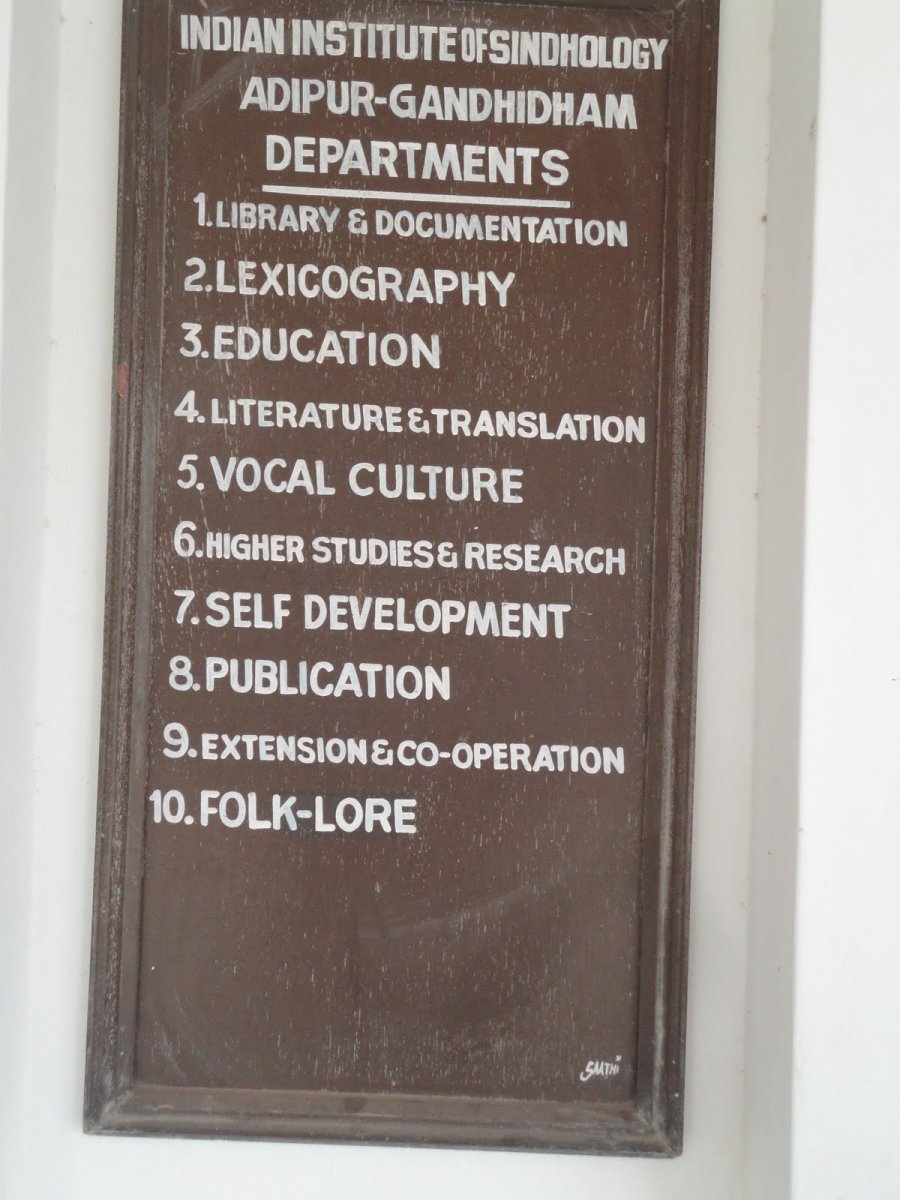 INDIAN INSTITUTE OF SINDHOLOGY
ADIPUR-GANDHIDHAM
DEPARTMENTS
1. LIBRARY & DOCUMENTATION
2. LEXICOGRAPHY
3. EDUCATION
4. LITERATURE & TRANSLATION
5. VOCAL CULTURE
6. HIGHER STUDIES & RESEARCH
7. SELF DEVELOPMENT
8. PUBLICATION
9. EXTENSION & CO-OPERATION
10. FOLK-LORE
SAATHI